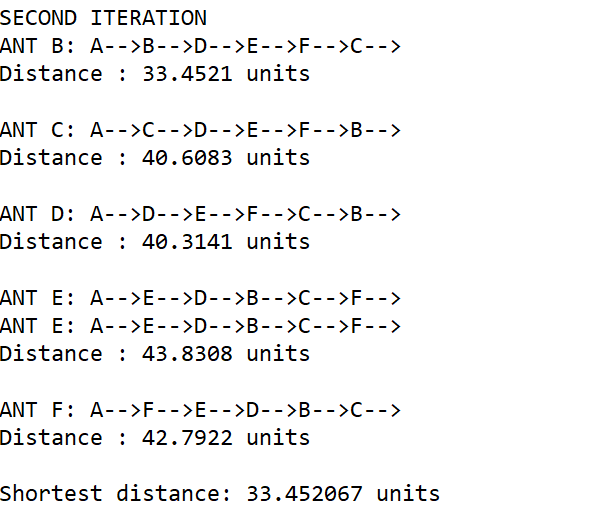 SECOND ITERATION
ANT B: A-->B-->D-->E-->F-->C-->
Distance : 33.4521 units
ANT C: A-->C-->D-->E-->F-->B-->
Distance : 40.6083 units
ANT D: A-->D-->E-->F-->C-->B-->
Distance : 40.3141 units
ANT E: A-->E-->D-->B-->C-->F-->
ANT E: A-->E-->D-->B-->C-->F-->
Distance : 43.8308 units
ANT F: A-->F-->E-->D-->B-->C-->
Distance : 42.7922 units
Shortest distance: 33.452067 units